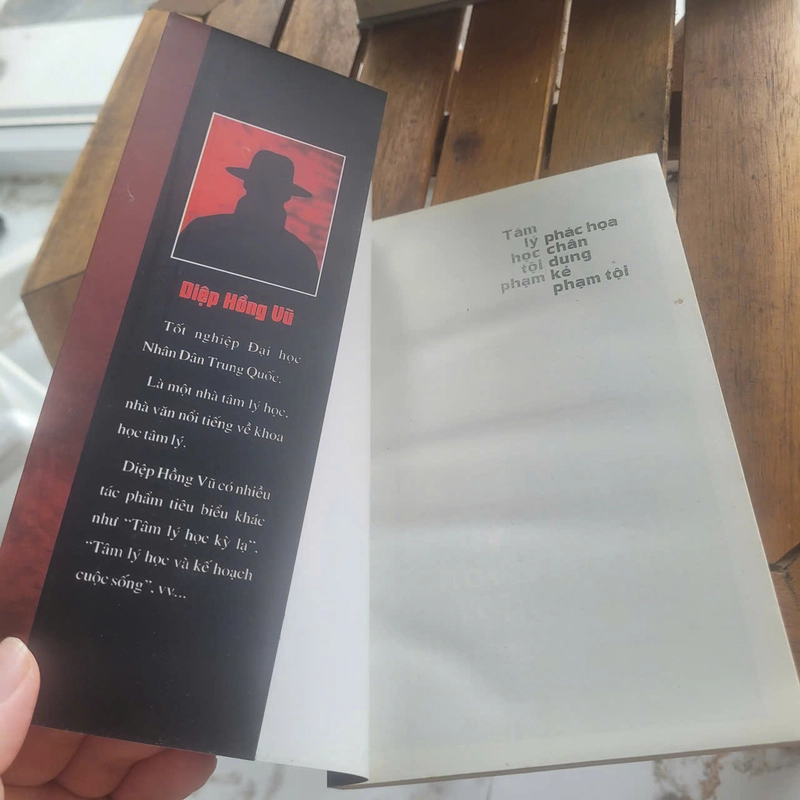 Diệp Hồng Vũ
Tốt nghiệp Đại học
Nhân Dân Trung Quốc.
Là một nhà tâm lý học,
nhà văn nổi tiếng về khoa
học tâm lý.
Diệp Hồng Vũ có nhiều
tác phẩm tiêu biểu khác
như “Tâm lý học kỳ lạ”,
“Tâm lý học và kế hoạch
cuộc sống”, vv...
Tâm
lý phác họa
học chân
tội dung
phạm kẻ
phạm tội